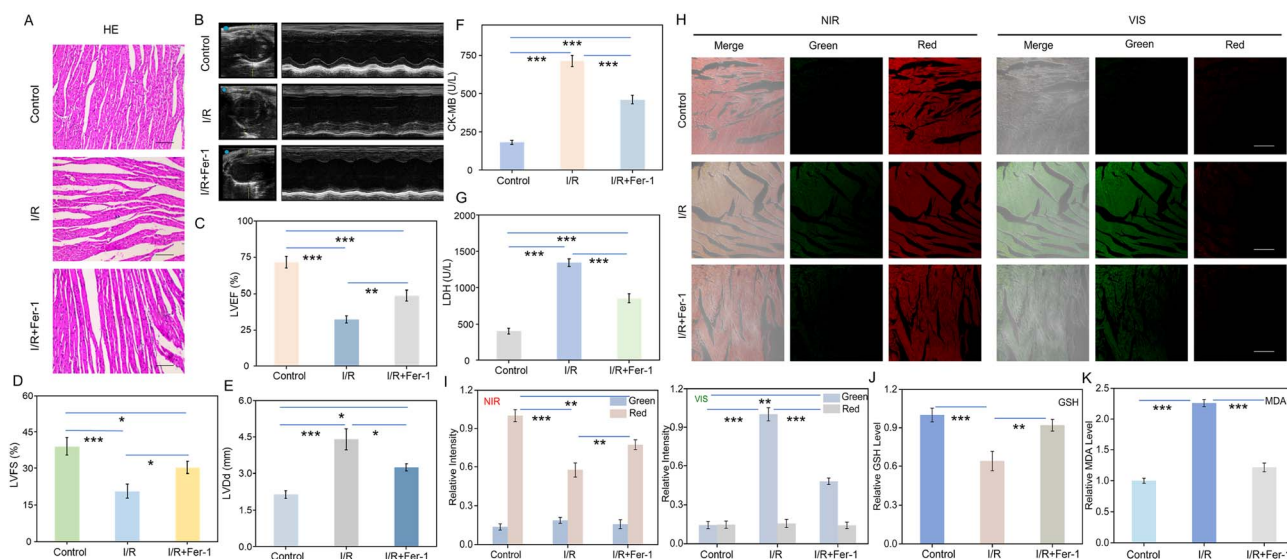 A
HE
Control
I/R
I/R+Fer-1
B
Control
I/R
I/R+Fer-1
C
LVEF (%)
100
75
50
25
0
***
***
**
Control I/R I/R+Fer-1
D
LVFS (%)
60
45
30
15
0
*
***
*
Control I/R I/R+Fer-1
E
LVDd (mm)
6.0
4.5
3.0
1.5
0.0
*
***
*
Control I/R I/R+Fer-1
F
CK-MB (U/L)
900
750
500
250
0
***
***
***
Control I/R I/R+Fer-1
G
LDH (U/L)
2000
1500
1000
500
0
***
***
***
Control I/R I/R+Fer-1
H
NIR VIS
Merge Green Red Merge Green Red
Control
I/R
I/R+Fer-1
I
NIR
Green
Red
Relative Intensity
1.2
0.9
0.6
0.3
0.0
**
***
**
Control I/R I/R+Fer-1
VIS
Green
Red
Relative Intensity
1.2
0.9
0.6
0.3
0.0
**
***
***
Control I/R I/R+Fer-1
J
GSH
Relative GSH Level
1.2
0.9
0.6
0.3
0.0
***
**
Control I/R I/R+Fer-1
K
MDA
Relative MDA Level
2.5
2.0
1.5
1.0
0.5
0.0
***
***
Control I/R I/R+Fer-1